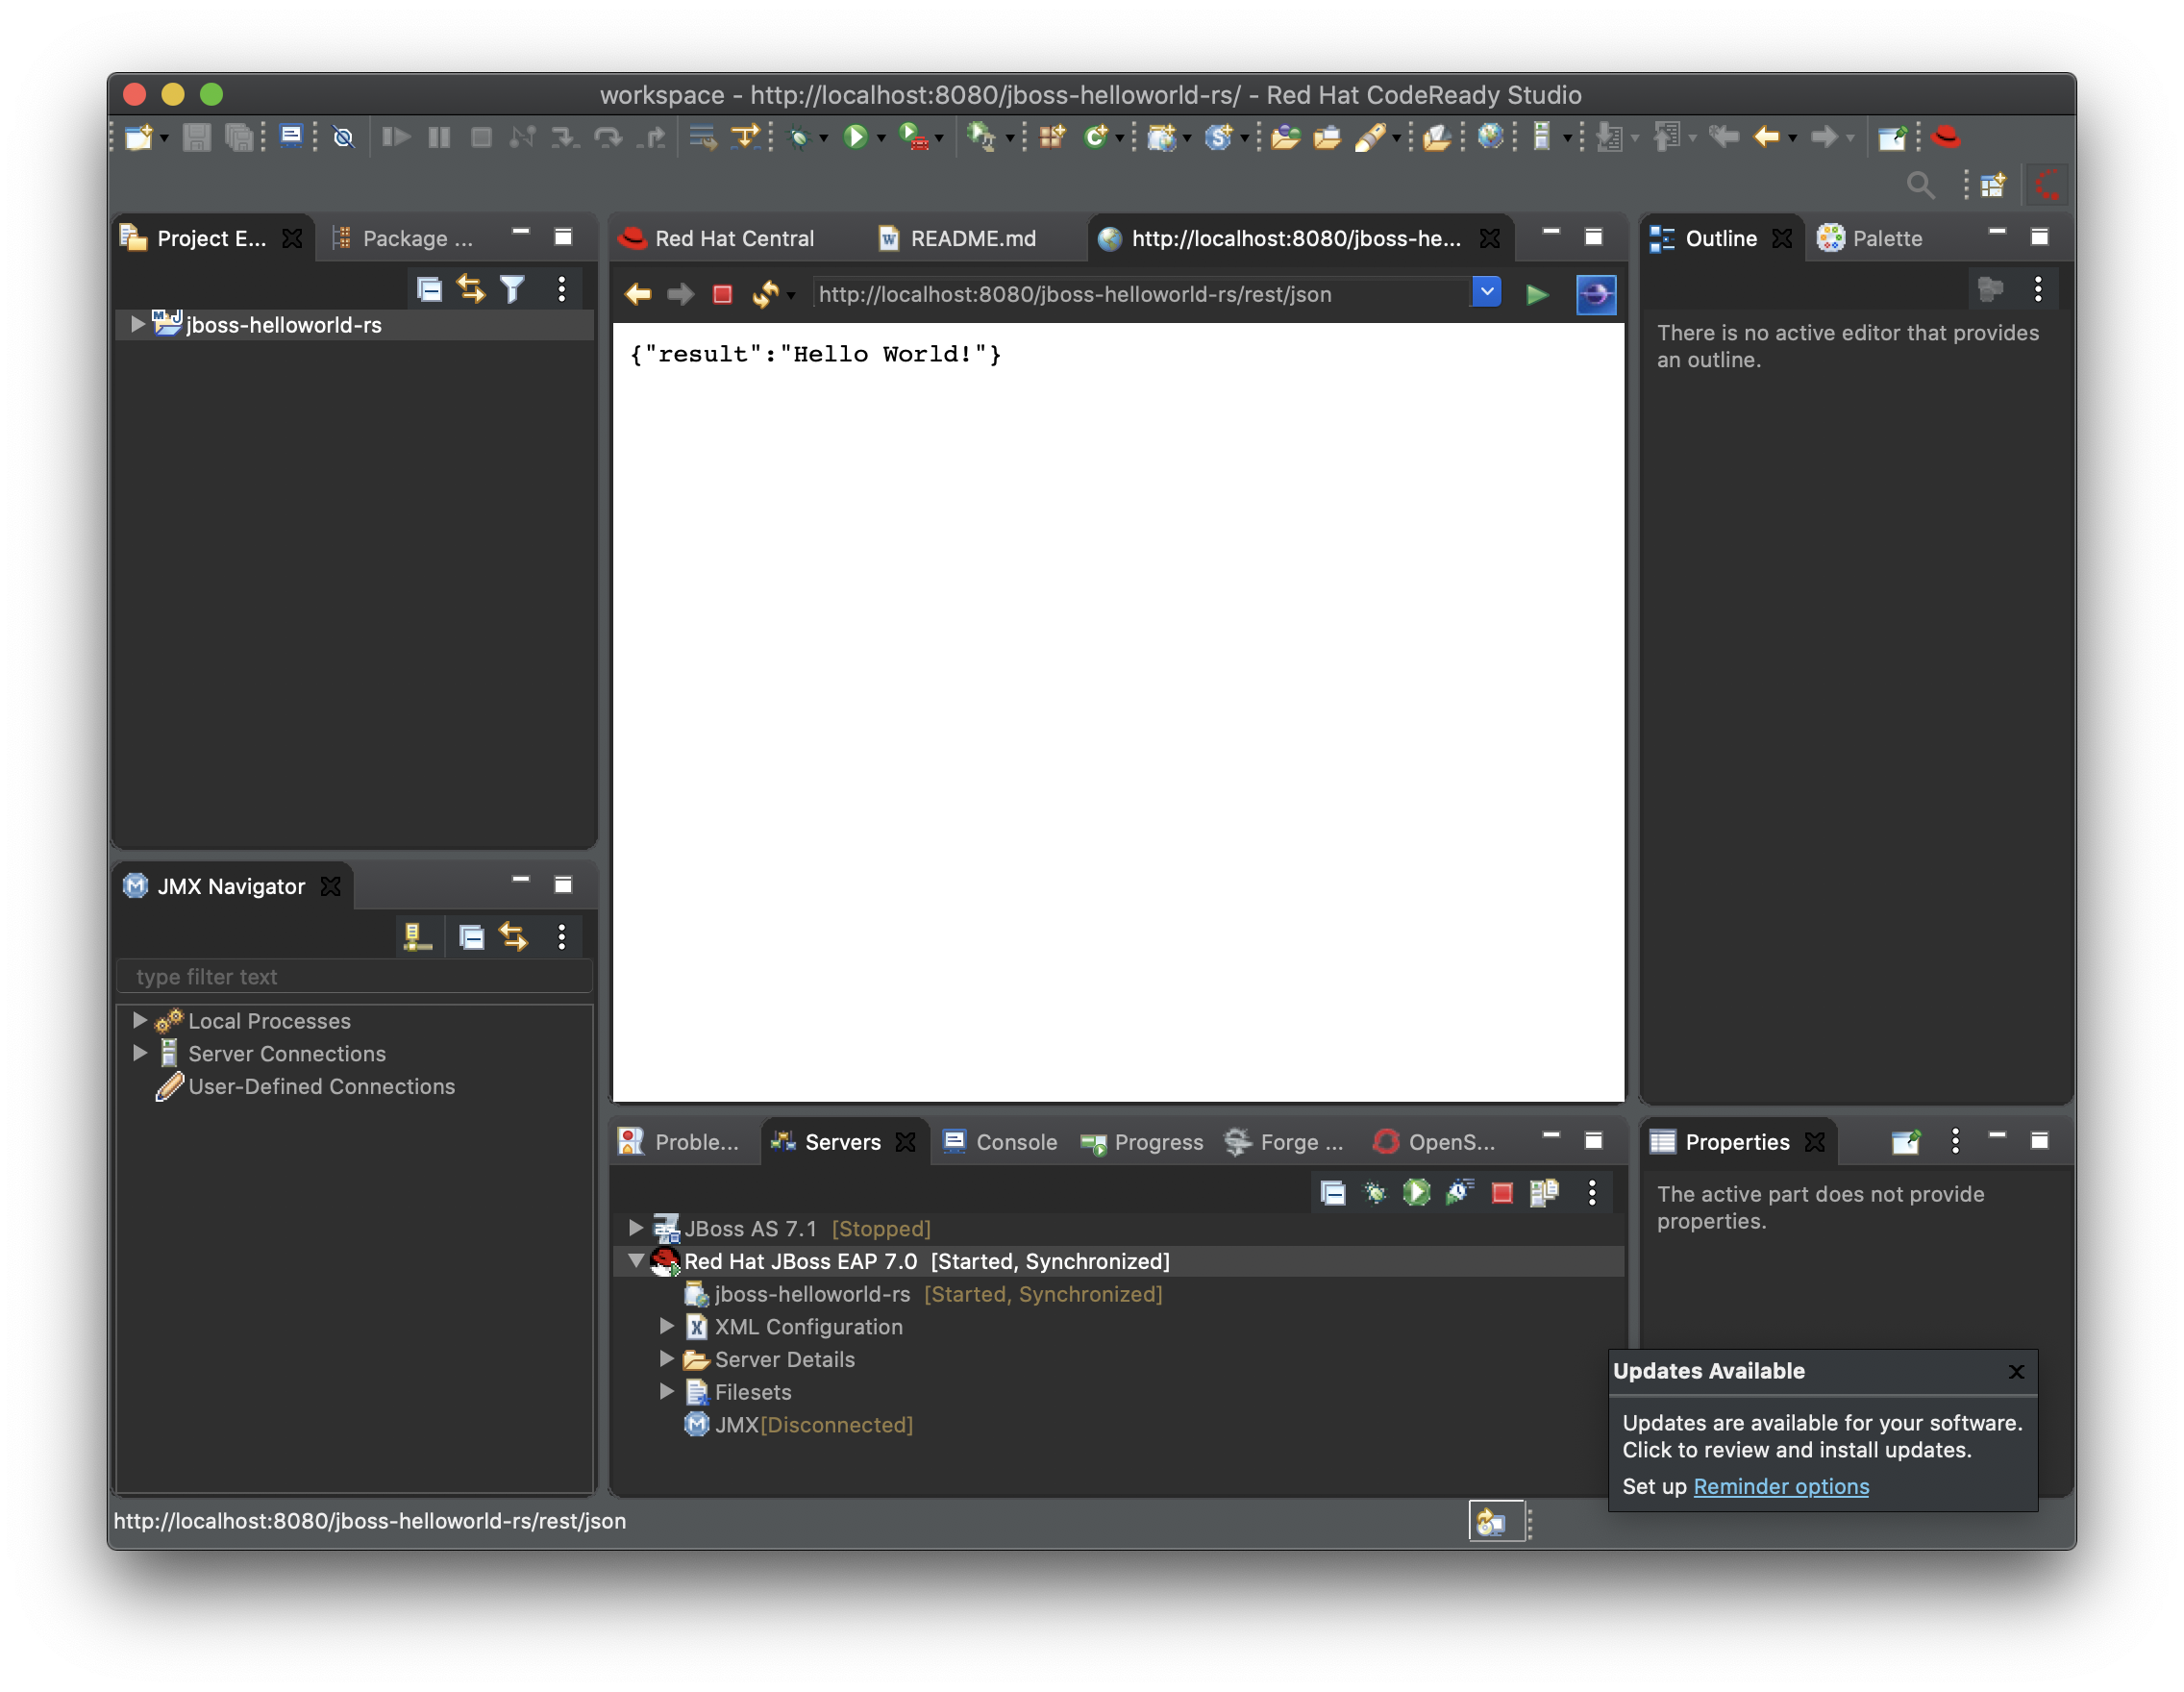 workspace - http://localhost:8080/jboss-helloworld-rs/ - Red Hat CodeReady Studio
Project E...
Package ...
jboss-helloworld-rs
Red Hat Central
README.md
http://localhost:8080/jboss-he...
http://localhost:8080/jboss-helloworld-rs/rest/json
{"result":"Hello World!"}
Outline
Palette
There is no active editor that provides
an outline.
JMX Navigator
type filter text
Local Processes
Server Connections
User-Defined Connections
Proble...
Servers
Console
Progress
Forge ...
OpenS...
JBoss AS 7.1 [Stopped]
Red Hat JBoss EAP 7.0 [Started, Synchronized]
jboss-helloworld-rs [Started, Synchronized]
XML Configuration
Server Details
Filesets
JMX[Disconnected]
Properties
The active part does not provide
properties.
Updates Available
Updates are available for your software.
Click to review and install updates.
Set up Reminder options
http://localhost:8080/jboss-helloworld-rs/rest/json